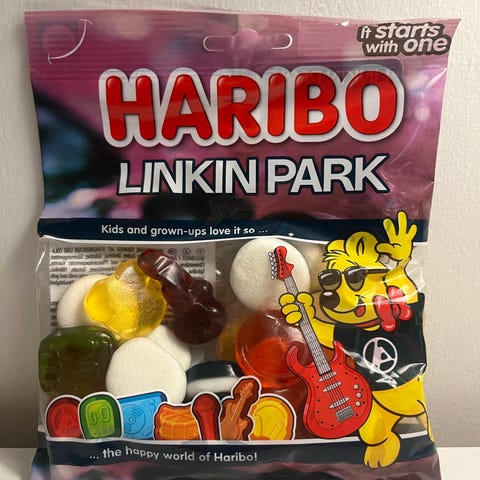 It starts
with one
HARIBO
LINKIN PARK
Kids and grown-ups love it so ...
... the happy world of Haribo!